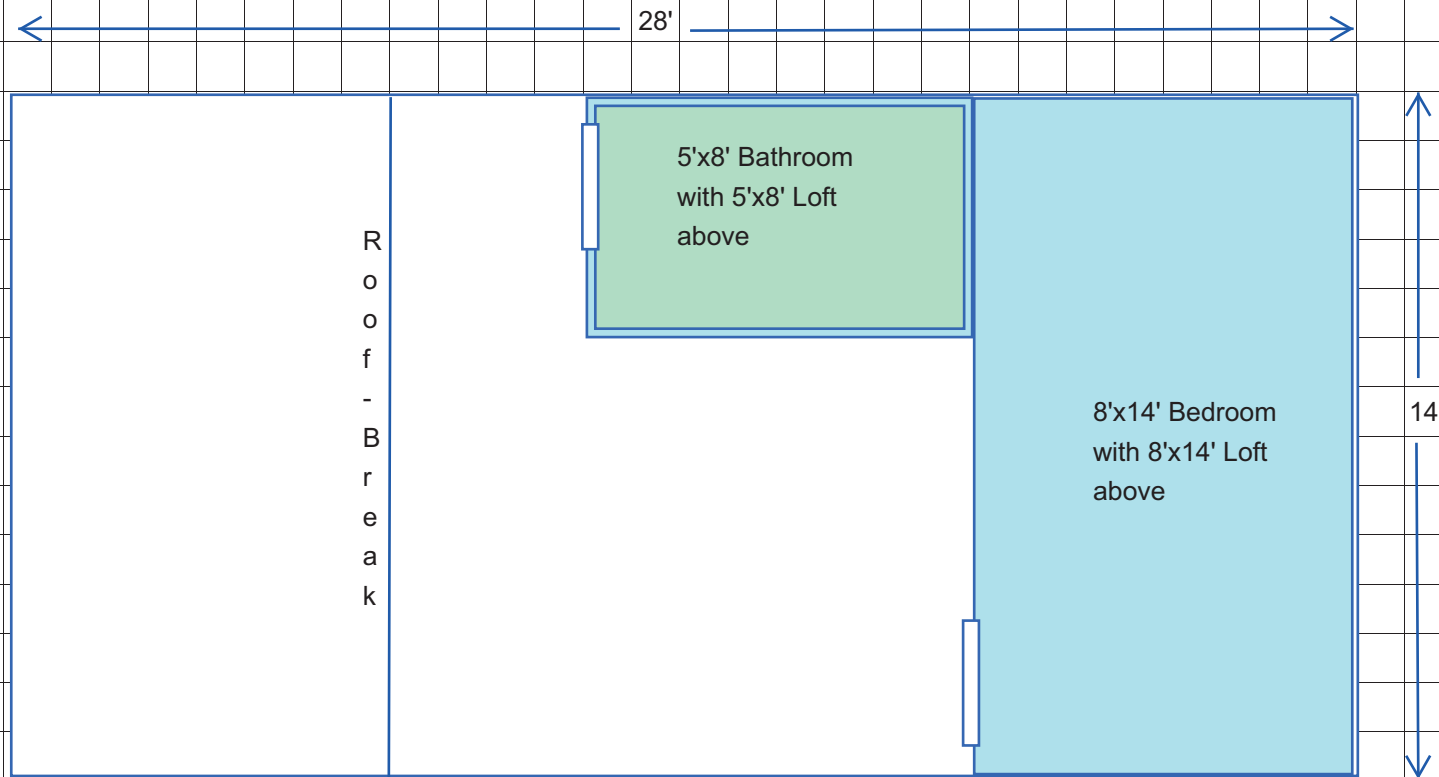 28'
5'x8' Bathroom
with 5'x8' Loft
above
R
o
o
f
-
B
r
e
a
k
8'x14' Bedroom
with 8'x14' Loft
above
14